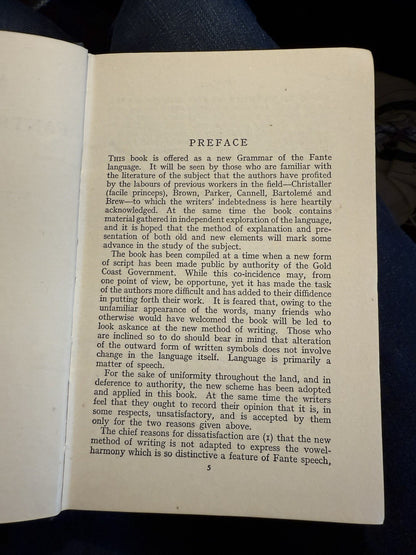 PREFACE
THIS book is offered as a new Grammar of the Fante
language. It will be seen by those who are familiar with
the literature of the subject that the authors have profited
by the labours of previous workers in the field—Christaller
(facile princeps), Brown, Parker, Cannell, Bartolemé and
Brew—to which the writers' indebtedness is here heartily
acknowledged. At the same time the book contains
material gathered in independent exploration of the language,
and it is hoped that the method of explanation and pre-
sentation of both old and new elements will mark some
advance in the study of the subject.
The book has been compiled at a time when a new form
of script has been made public by authority of the Gold
Coast Government. While this co-incidence may, from
one point of view, be opportune, yet it has made the task
of the authors more difficult and has added to their diffidence
in putting forth their work. It is feared that, owing to the
unfamiliar appearance of the words, many friends who
otherwise would have welcomed the book will be led to
look askance at the new method of writing. Those who
are inclined so to do should bear in mind that alteration
of the outward form of written symbols does not involve
change in the language itself. Language is primarily a
matter of speech.
For the sake of uniformity throughout the land, and in
deference to authority, the new scheme has been adopted
and applied in this book. At the same time the writers
feel that they ought to record their opinion that it is, in
some respects, unsatisfactory, and is accepted by them
only for the two reasons given above.
The chief reasons for dissatisfaction are (1) that the new
method of writing is not adapted to express the vowel-
harmony which is so distinctive a feature of Fante speech,
5